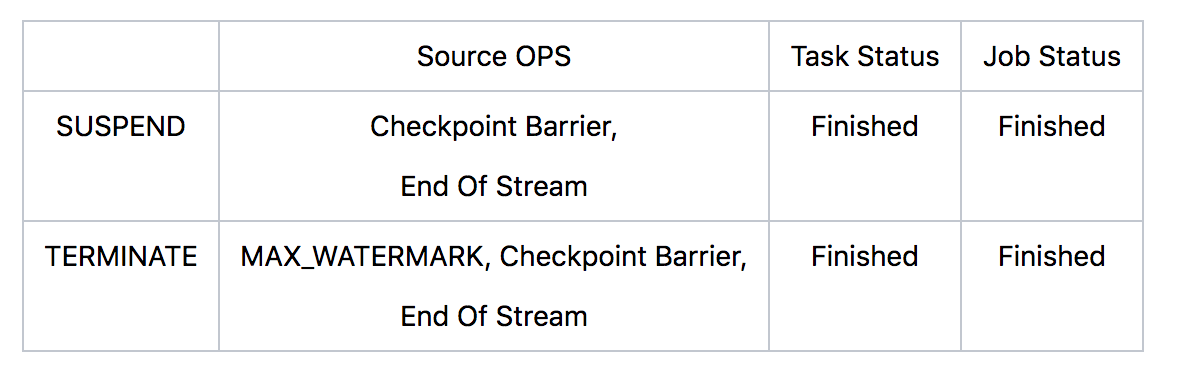 Source OPS Task Status Job Status
SUSPEND Checkpoint Barrier, Finished Finished
End Of Stream
TERMINATE MAX_WATERMARK, Checkpoint Barrier, Finished Finished
End Of Stream